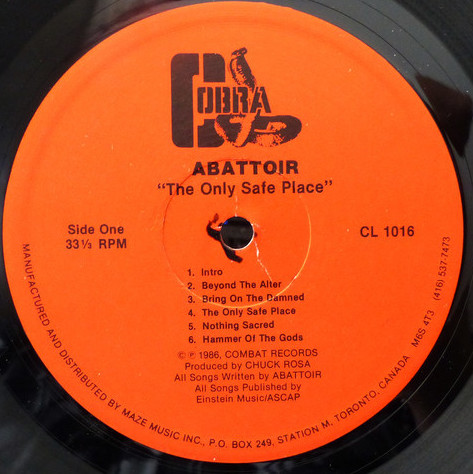 COBRA
ABATTOIR
"The Only Safe Place"
Side One
33⅓ RPM
CL 1016
1. Intro
2. Beyond The Alter
3. Bring On The Damned
4. The Only Safe Place
5. Nothing Sacred
6. Hammer Of The Gods
© ℗ 1986, COMBAT RECORDS
Produced by CHUCK ROSA
All Songs Written by ABATTOIR
All Songs Published by
Einstein Music/ASCAP
MANUFACTURED AND DISTRIBUTED BY MAZE MUSIC INC., P.O. BOX 249, STATION M, TORONTO, CANADA M6S 4T3 (416) 537-7473